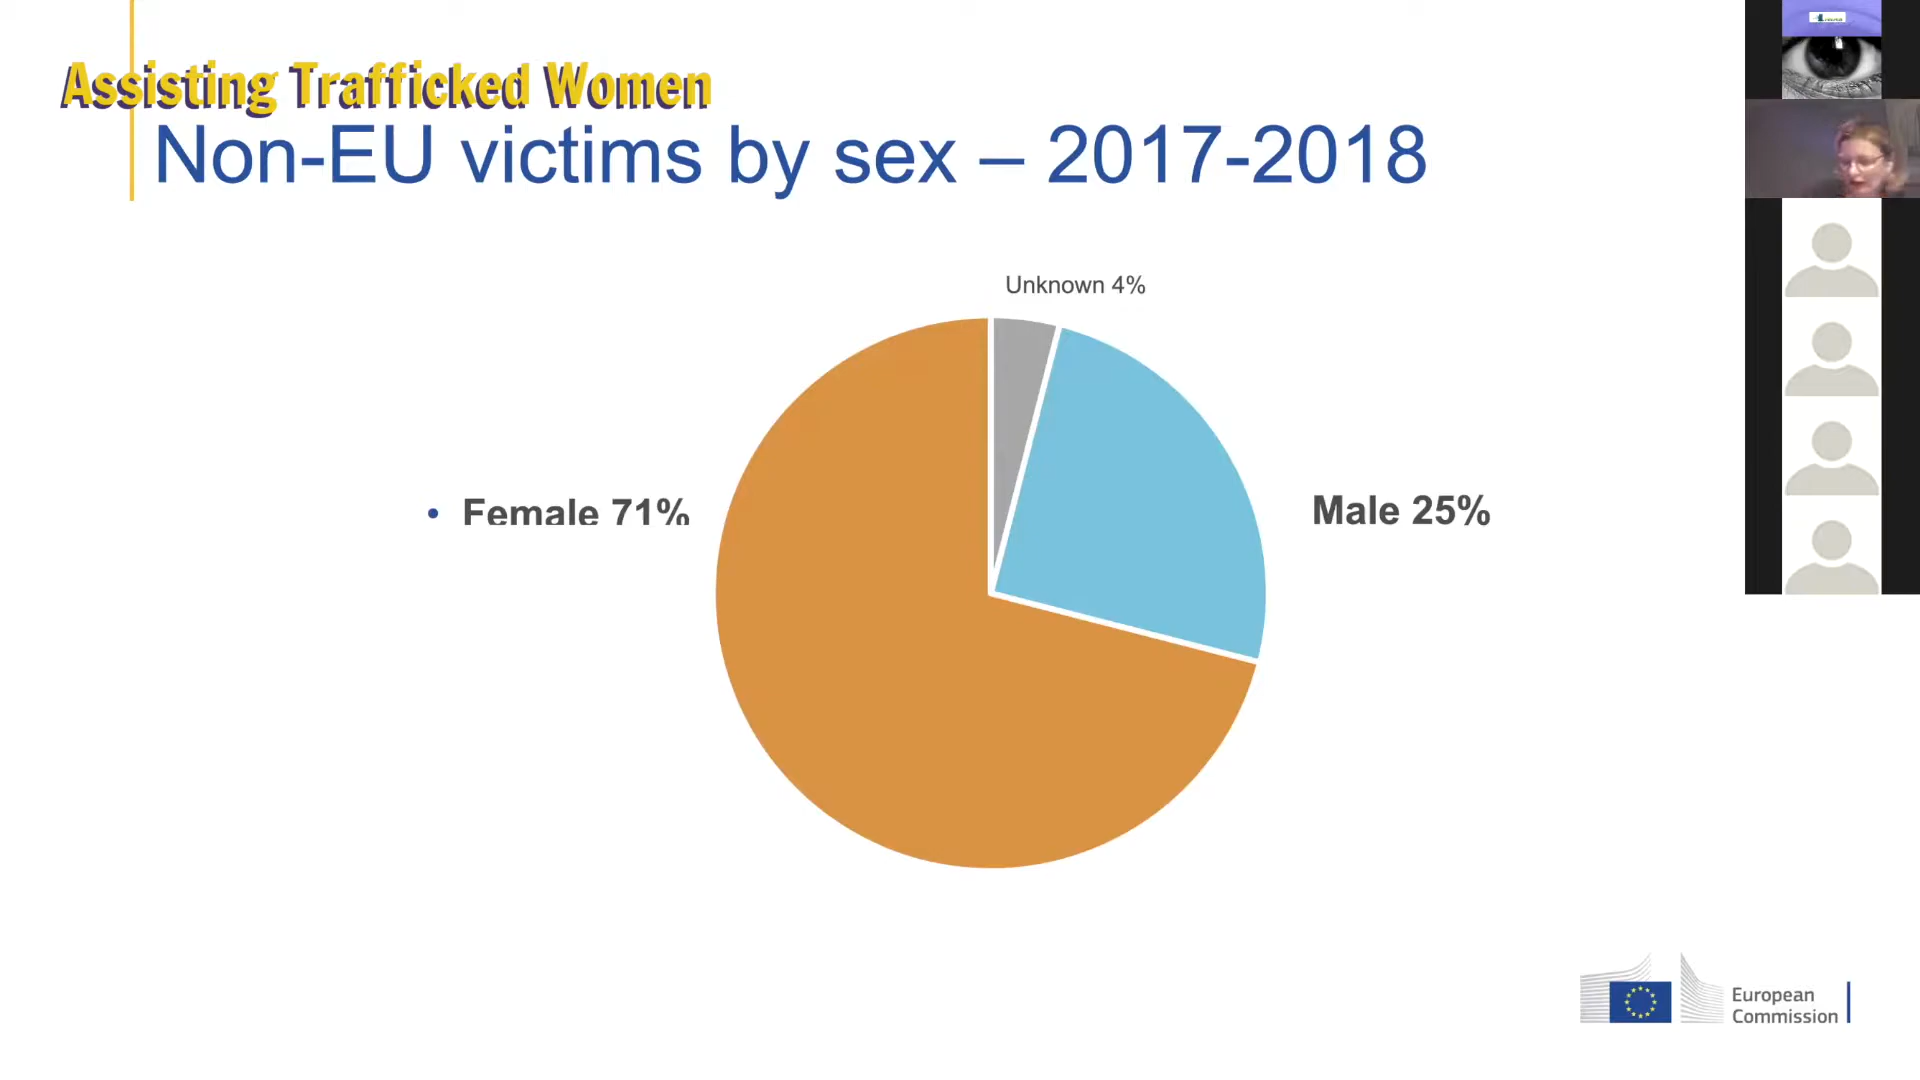 Assisting Trafficked Women
Non-EU victims by sex – 2017-2018
Unknown 4%
• Female 71%
Male 25%
European
Commission